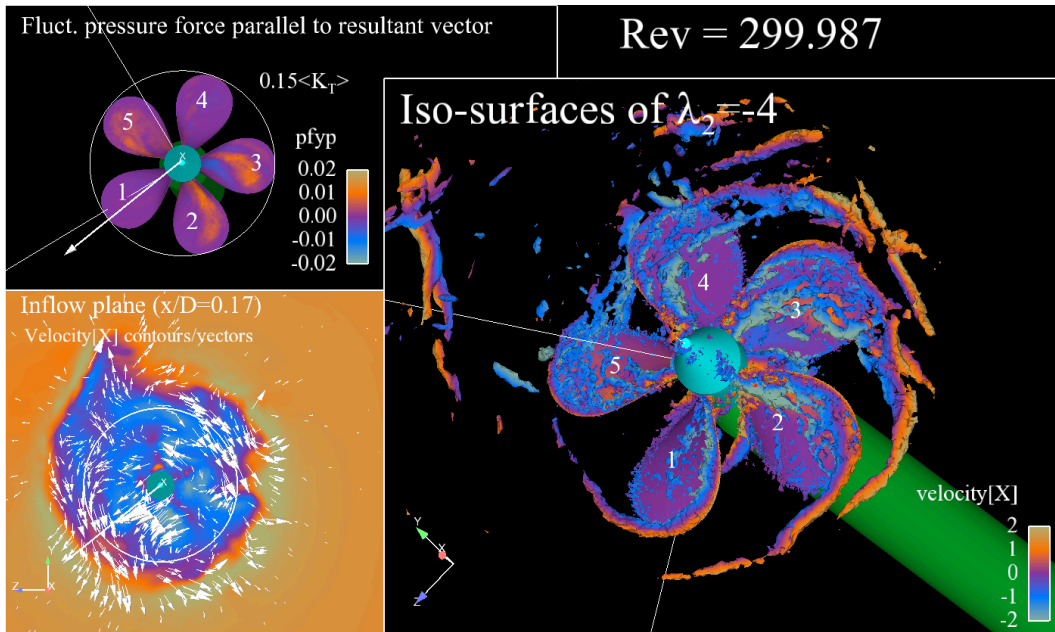 Fluct. pressure force parallel to resultant vector
Rev = 299.987
0.15<K_T>
pfyp
0.02
0.01
0.00
-0.01
-0.02
4
5
3
1
2
X
Inflow plane (x/D=0.17)
Velocity[X] contours/vectors
X
Y
Z
X
Iso-surfaces of λ₂=-4
4
3
5
2
1
velocity[X]
2
1
0
-1
-2
Y
X
Z